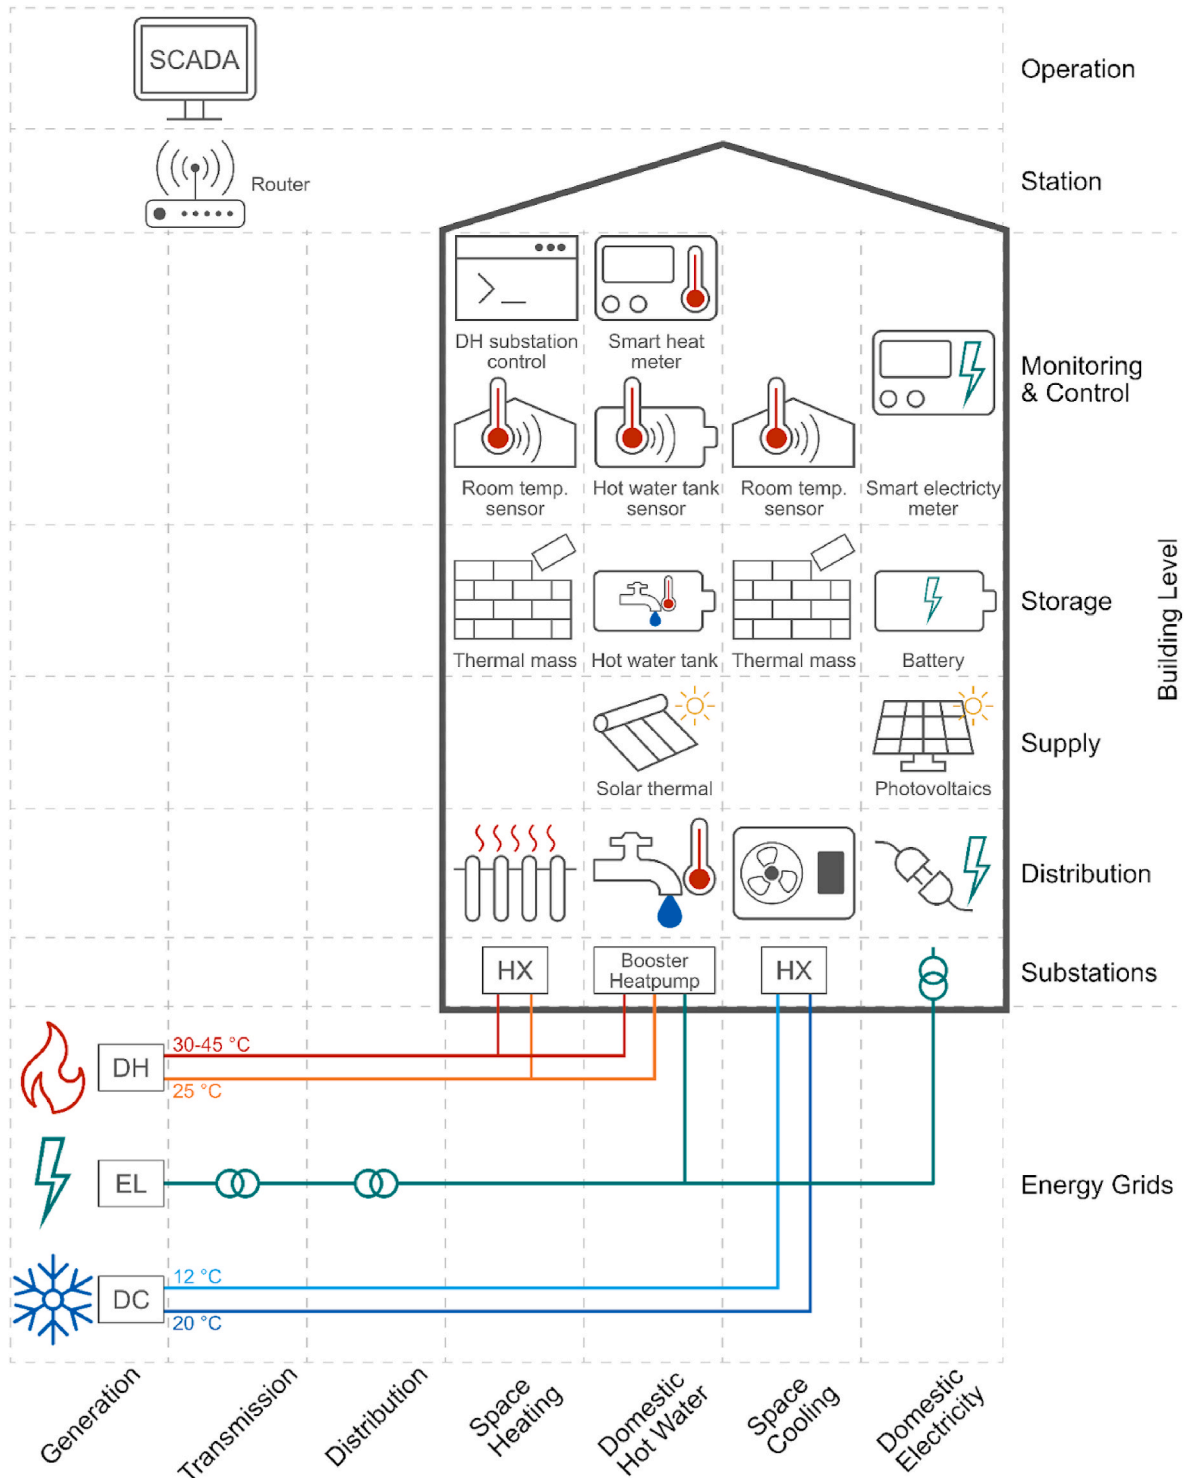 SCADA
Operation
Router
Station
DH substation
control
Smart heat
meter
Monitoring
& Control
Room temp.
sensor
Hot water tank
sensor
Room temp.
sensor
Smart electricty
meter
Building Level
Storage
Thermal mass
Hot water tank
Thermal mass
Battery
Supply
Solar thermal
Photovoltaics
Distribution
HX
Booster
Heatpump
HX
Substations
30-45 °C
DH
25 °C
EL
Energy Grids
12 °C
DC
20 °C
Generation
Transmission
Distribution
Space
Heating
Domestic
Hot Water
Space
Cooling
Domestic
Electricity